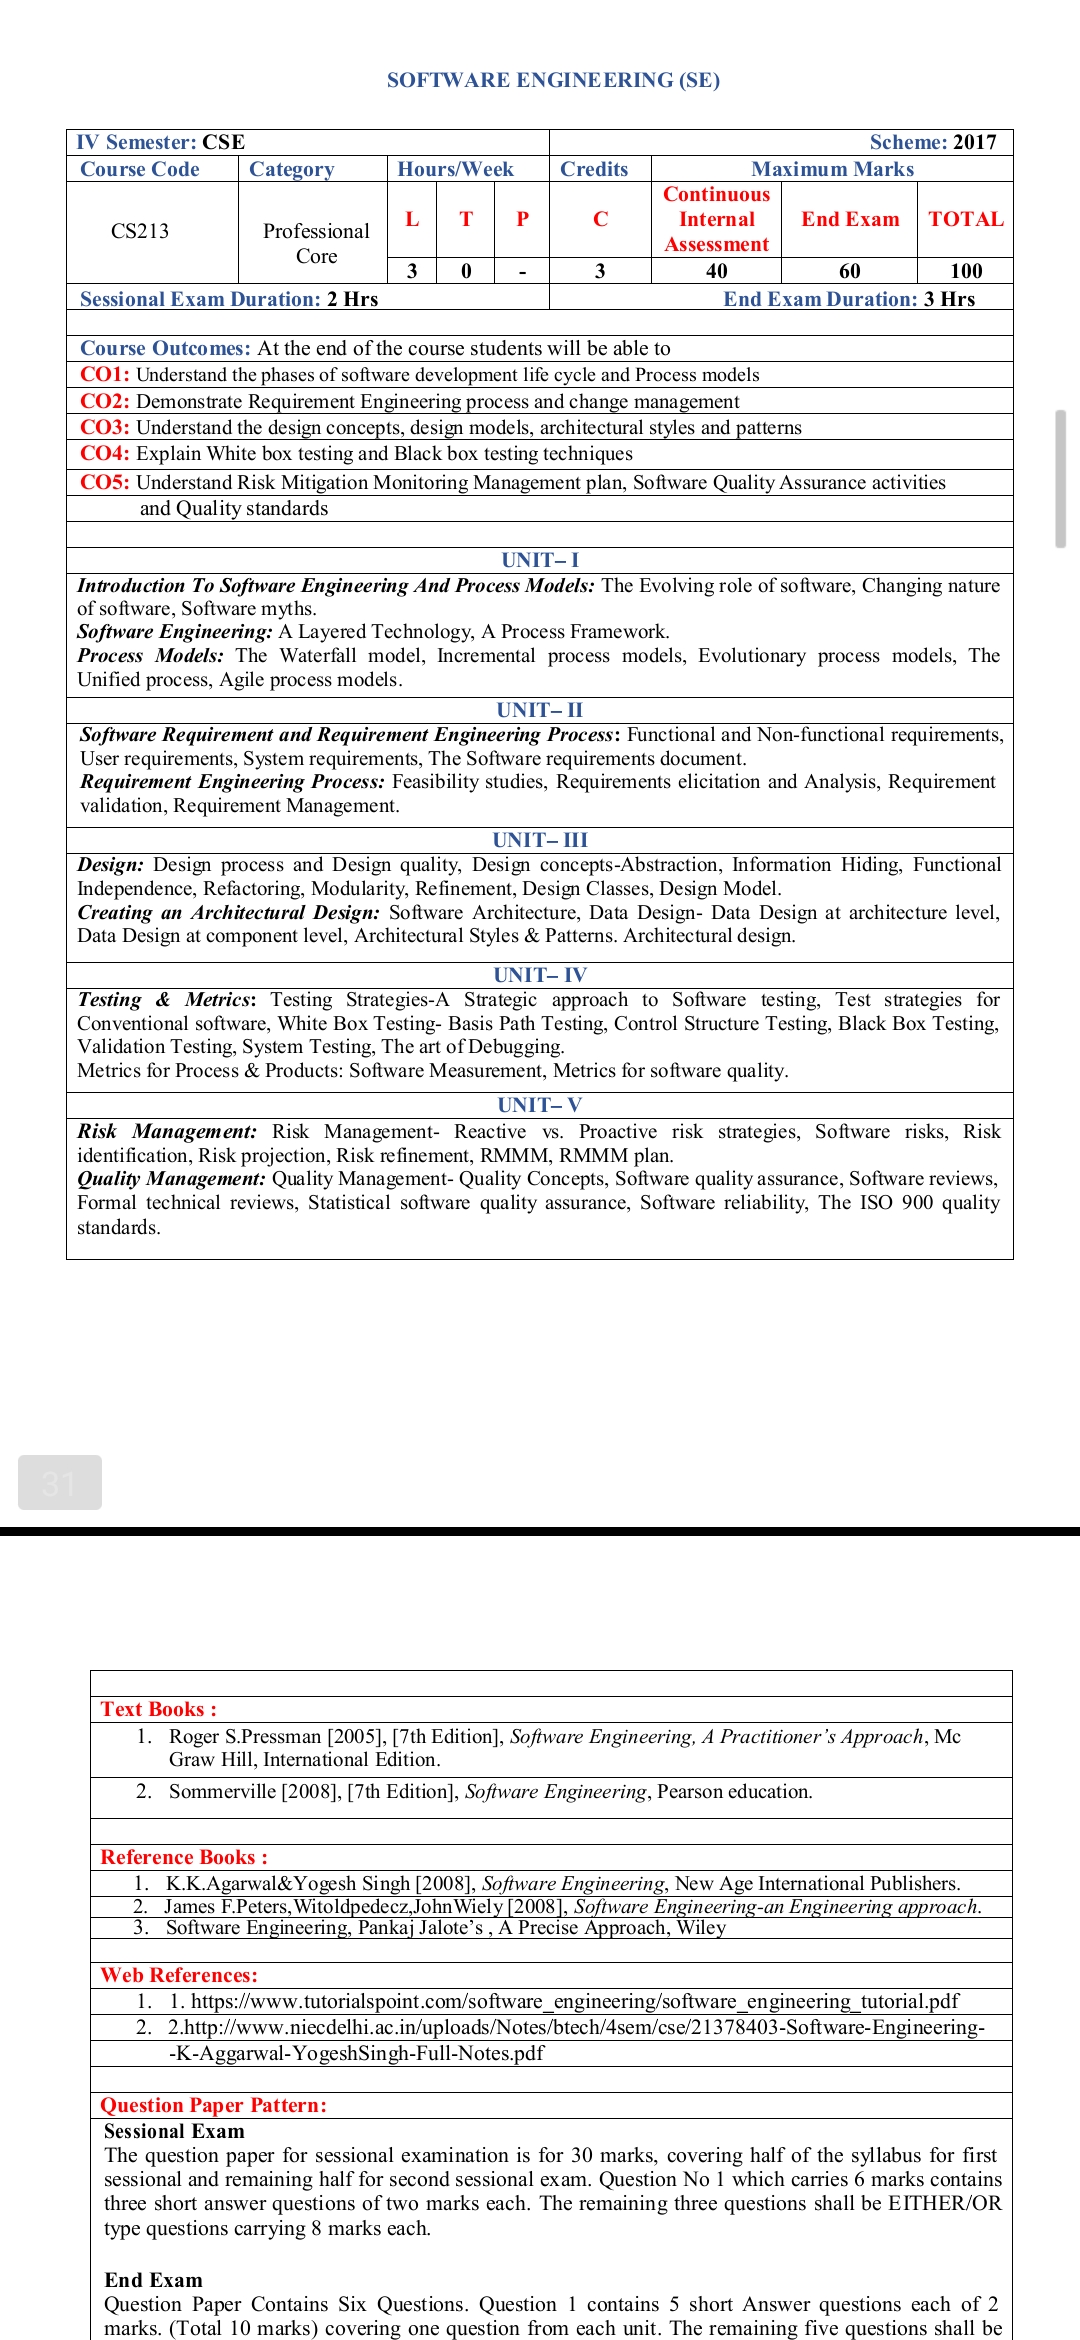 SOFTWARE ENGINEERING (SE)
IV Semester: CSE Scheme: 2017
Course Code Category Hours/Week Credits Maximum Marks
CS213 Professional Core L T P C Continuous Internal Assessment End Exam TOTAL
3 0 - 3 40 60 100
Sessional Exam Duration: 2 Hrs End Exam Duration: 3 Hrs
Course Outcomes: At the end of the course students will be able to
CO1: Understand the phases of software development life cycle and Process models
CO2: Demonstrate Requirement Engineering process and change management
CO3: Understand the design concepts, design models, architectural styles and patterns
CO4: Explain White box testing and Black box testing techniques
CO5: Understand Risk Mitigation Monitoring Management plan, Software Quality Assurance activities
and Quality standards
UNIT– I
Introduction To Software Engineering And Process Models: The Evolving role of software, Changing nature
of software, Software myths.
Software Engineering: A Layered Technology, A Process Framework.
Process Models: The Waterfall model, Incremental process models, Evolutionary process models, The
Unified process, Agile process models.
UNIT– II
Software Requirement and Requirement Engineering Process: Functional and Non-functional requirements,
User requirements, System requirements, The Software requirements document.
Requirement Engineering Process: Feasibility studies, Requirements elicitation and Analysis, Requirement
validation, Requirement Management.
UNIT– III
Design: Design process and Design quality, Design concepts-Abstraction, Information Hiding, Functional
Independence, Refactoring, Modularity, Refinement, Design Classes, Design Model.
Creating an Architectural Design: Software Architecture, Data Design- Data Design at architecture level,
Data Design at component level, Architectural Styles & Patterns. Architectural design.
UNIT– IV
Testing & Metrics: Testing Strategies-A Strategic approach to Software testing, Test strategies for
Conventional software, White Box Testing- Basis Path Testing, Control Structure Testing, Black Box Testing,
Validation Testing, System Testing, The art of Debugging.
Metrics for Process & Products: Software Measurement, Metrics for software quality.
UNIT– V
Risk Management: Risk Management- Reactive vs. Proactive risk strategies, Software risks, Risk
identification, Risk projection, Risk refinement, RMMM, RMMM plan.
Quality Management: Quality Management- Quality Concepts, Software quality assurance, Software reviews,
Formal technical reviews, Statistical software quality assurance, Software reliability, The ISO 900 quality
standards.
31
Text Books :
1. Roger S.Pressman [2005], [7th Edition], Software Engineering, A Practitioner’s Approach, Mc
Graw Hill, International Edition.
2. Sommerville [2008], [7th Edition], Software Engineering, Pearson education.
Reference Books :
1. K.K.Agarwal&Yogesh Singh [2008], Software Engineering, New Age International Publishers.
2. James F.Peters,Witoldpedecz,JohnWiely [2008], Software Engineering-an Engineering approach.
3. Software Engineering, Pankaj Jalote’s , A Precise Approach, Wiley
Web References:
1. 1. https://www.tutorialspoint.com/software_engineering/software_engineering_tutorial.pdf
2. 2.http://www.niecdelhi.ac.in/uploads/Notes/btech/4sem/cse/21378403-Software-Engineering-
-K-Aggarwal-YogeshSingh-Full-Notes.pdf
Question Paper Pattern:
Sessional Exam
The question paper for sessional examination is for 30 marks, covering half of the syllabus for first
sessional and remaining half for second sessional exam. Question No 1 which carries 6 marks contains
three short answer questions of two marks each. The remaining three questions shall be EITHER/OR
type questions carrying 8 marks each.
End Exam
Question Paper Contains Six Questions. Question 1 contains 5 short Answer questions each of 2
marks. (Total 10 marks) covering one question from each unit. The remaining five questions shall be